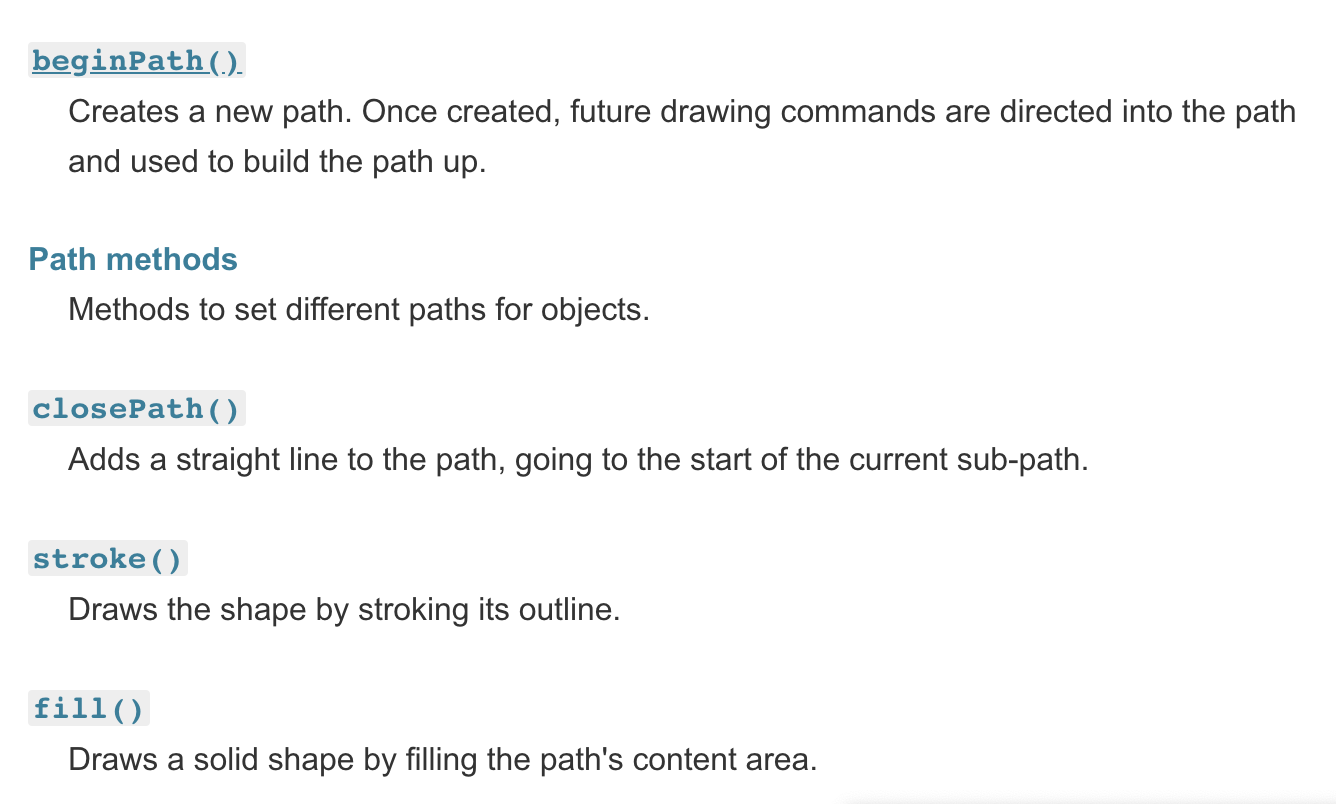 beginPath()
Creates a new path. Once created, future drawing commands are directed into the path
and used to build the path up.
Path methods
Methods to set different paths for objects.
closePath()
Adds a straight line to the path, going to the start of the current sub-path.
stroke()
Draws the shape by stroking its outline.
fill()
Draws a solid shape by filling the path's content area.